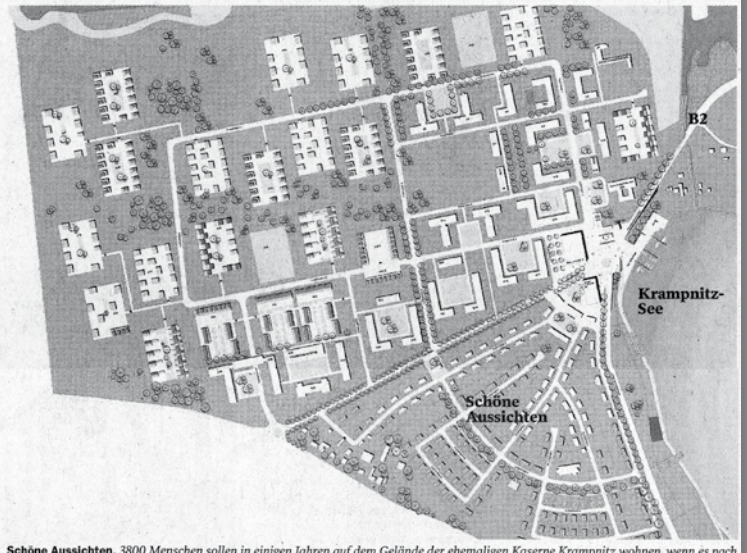 B2
Krampnitz-
See
Schöne
Aussichten
Schöne Aussichten. 3800 Menschen sollen in einigen Jahren auf dem Gelände der ehemaligen Kaserne Krampnitz wohnen, wenn es nach